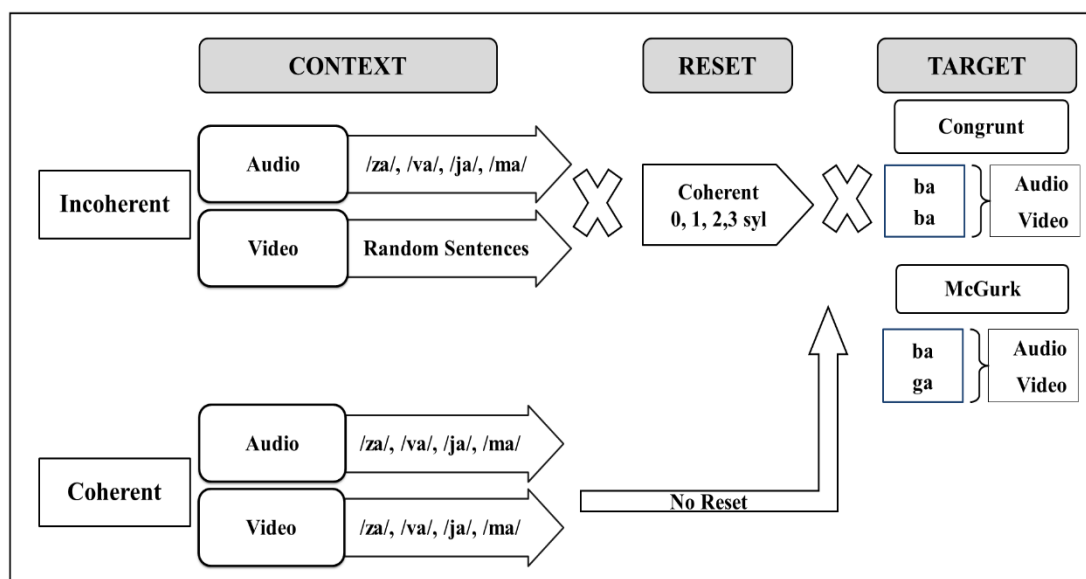 CONTEXT
RESET
TARGET
Incoherent
Audio
/za/, /va/, /ja/, /ma/
Video
Random Sentences
Coherent
0, 1, 2,3 syl
Congrunt
ba
ba
Audio
Video
McGurk
ba
ga
Audio
Video
Coherent
Audio
/za/, /va/, /ja/, /ma/
Video
/za/, /va/, /ja/, /ma/
No Reset